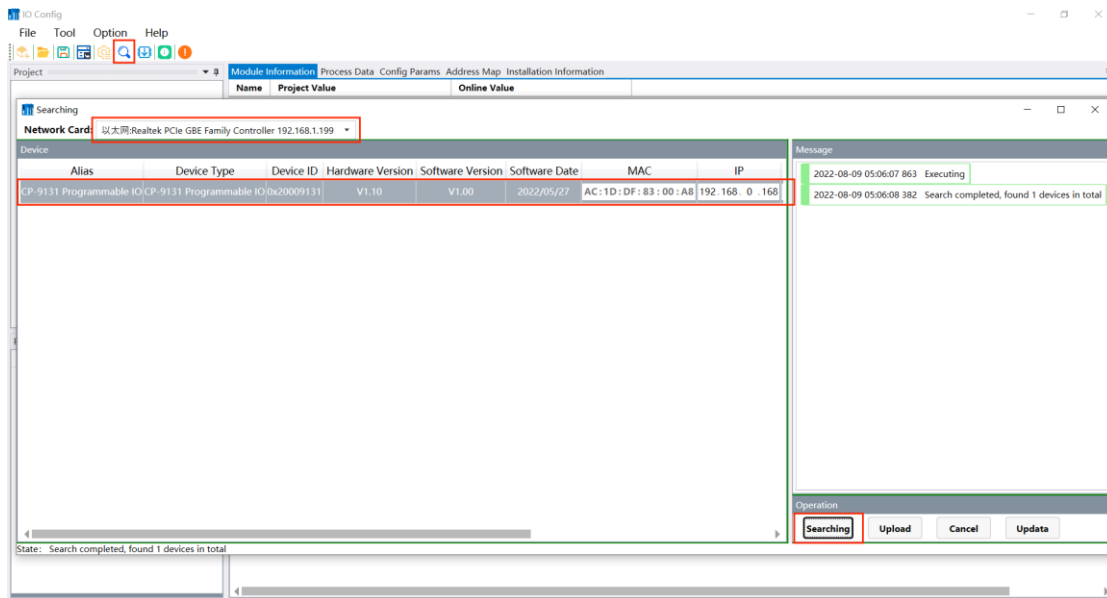 IO Config
File Tool Option Help
Project
Module Information Process Data Config Params Address Map Installation Information
Name Project Value Online Value
Searching
Network Card: 以太网:Realtek PCIe GBE Family Controller 192.168.1.199
Device
Message
Alias Device Type Device ID Hardware Version Software Version Software Date MAC IP
CP-9131 Programmable IO CP-9131 Programmable IO 0x20009131 V1.10 V1.00 2022/05/27 AC:1D:DF:83:00:A8 192.168. 0 .168
2022-08-09 05:06:07 863 Executing
2022-08-09 05:06:08 382 Search completed, found 1 devices in total
Operation
Searching Upload Cancel Updata
State: Search completed, found 1 devices in total